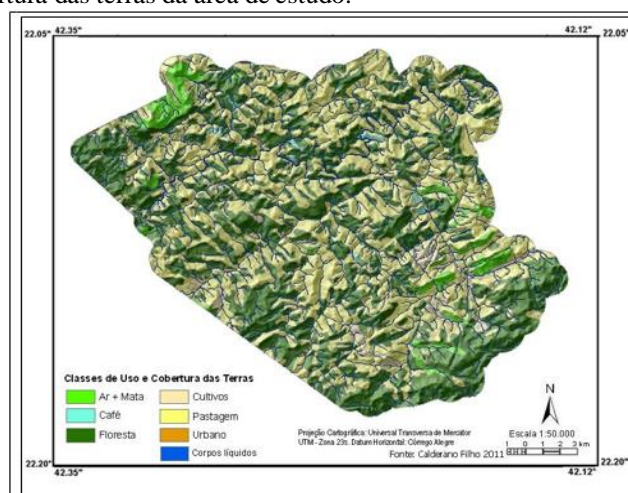 ertura das terras da área de estudo.
42.35" 42.12"
22.05" 22.05"
Classes de Uso e Cobertura das Terras
Ar + Mata Cultivos
Café Pastagem
Floresta Urbano
Corpos líquidos
Projeção Cartográfica: Universal Transversa de Mercator
UTM - Zona 23s. Datum Horizontal: Córrego Alegre
Fonte: Calderano Filho 2011
N
Escala 1:50.000
1 0 1 2 3 km
22.20" 22.20"
42.35" 42.12"